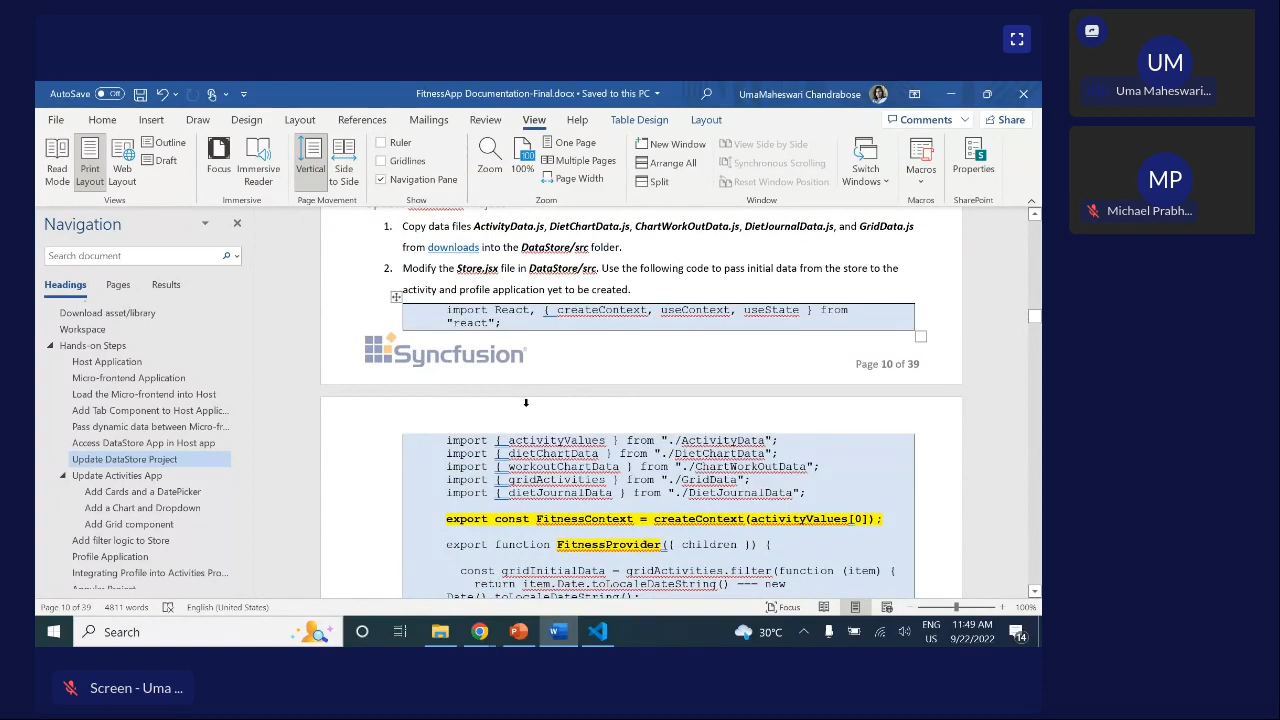 AutoSave Off
FitnessApp Documentation-Final.docx • Saved to this PC
UmaMaheswari Chandrabose
File Home Insert Draw Design Layout References Mailings Review View Help Table Design Layout
Comments Share
Read Mode
Print Layout
Web Layout
Outline
Draft
Views
Focus
Immersive Reader
Immersive
Vertical
Side to Side
Page Movement
Ruler
Gridlines
Navigation Pane
Show
Zoom
100
100%
One Page
Multiple Pages
Page Width
Zoom
New Window
Arrange All
Split
View Side by Side
Synchronous Scrolling
Reset Window Position
Window
Switch Windows
Macros
Macros
Properties
SharePoint
Navigation
Search document
Headings Pages Results
Download asset/library
Workspace
Hands-on Steps
Host Application
Micro-frontend Application
Load the Micro-frontend into Host
Add Tab Component to Host Applic...
Pass dynamic data between Micro-fr...
Access DataStore App in Host app
Update DataStore Project
Update Activities App
Add Cards and a DatePicker
Add a Chart and Dropdown
Add Grid component
Add filter logic to Store
Profile Application
Integrating Profile into Activities Pro...
1. Copy data files ActivityData.js, DietChartData.js, ChartWorkOutData.js, DietJournalData.js, and GridData.js
from downloads into the DataStore/src folder.
2. Modify the Store.jsx file in DataStore/src. Use the following code to pass initial data from the store to the
activity and profile application yet to be created.
import React, { createContext, useContext, useState } from
"react";
Syncfusion
Page 10 of 39
import { activityValues } from "./ActivityData";
import { dietChartData } from "./DietChartData";
import { workoutChartData } from "./ChartWorkOutData";
import { gridActivities } from "./GridData";
import { dietJournalData } from "./DietJournalData";
export const FitnessContext = createContext(activityValues[0]);
export function FitnessProvider({ children }) {
const gridInitialData = gridActivities.filter(function (item) {
return item.Date.toLocaleDateString() === new
Date().toLocaleDateString();
Page 10 of 39 4811 words English (United States) Focus 100%
Search
30°C
ENG
US
11:49 AM
9/22/2022
14
UM
Uma Maheswari...
MP
Michael Prabh...
Screen - Uma ...